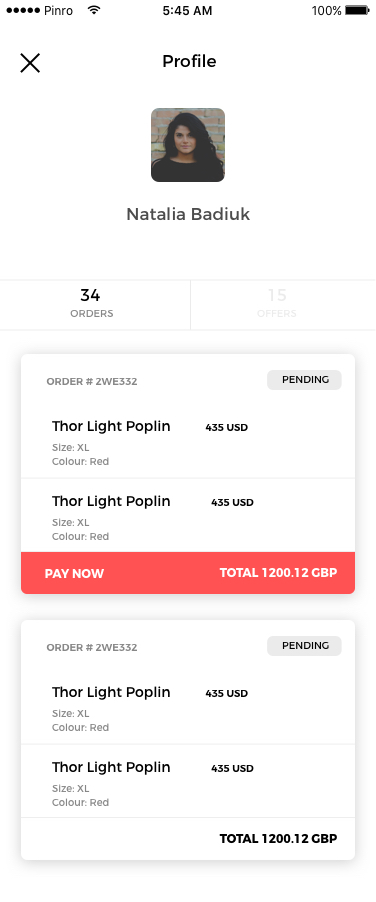 Pinro 5:45 AM 100%
Profile
Natalia Badiuk
34 15
ORDERS OFFERS
ORDER # 2WE332 PENDING
Thor Light Poplin 435 USD
Size: XL
Colour: Red
Thor Light Poplin 435 USD
Size: XL
Colour: Red
PAY NOW TOTAL 1200.12 GBP
ORDER # 2WE332 PENDING
Thor Light Poplin 435 USD
Size: XL
Colour: Red
Thor Light Poplin 435 USD
Size: XL
Colour: Red
TOTAL 1200.12 GBP